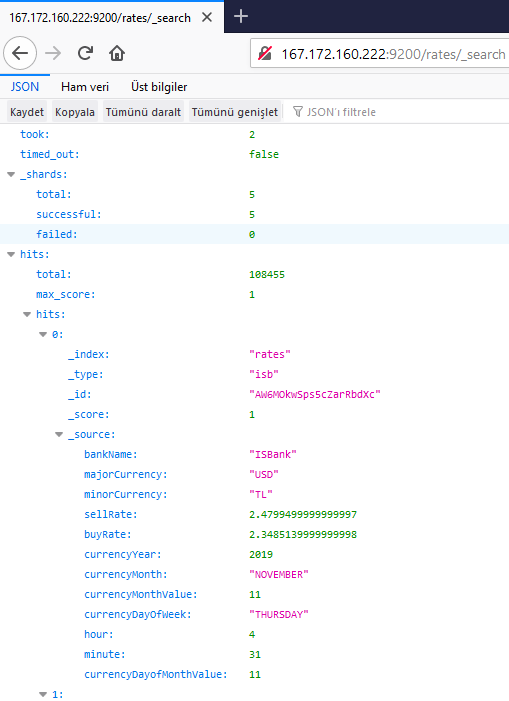 167.172.160.222:9200/rates/_search
167.172.160.222:9200/rates/_search
JSON Ham veri Üst bilgiler
Kaydet Kopyala Tümünü daralt Tümünü genişlet JSON'ı filtrele
took: 2
timed_out: false
_shards:
total: 5
successful: 5
failed: 0
hits:
total: 108455
max_score: 1
hits:
0:
_index: "rates"
_type: "isb"
_id: "AW6MOkwSps5cZarRbdXc"
_score: 1
_source:
bankName: "ISBank"
majorCurrency: "USD"
minorCurrency: "TL"
sellRate: 2.4799499999999997
buyRate: 2.3485139999999998
currencyYear: 2019
currencyMonth: "NOVEMBER"
currencyMonthValue: 11
currencyDayOfWeek: "THURSDAY"
hour: 4
minute: 31
currencyDayofMonthValue: 11
1: